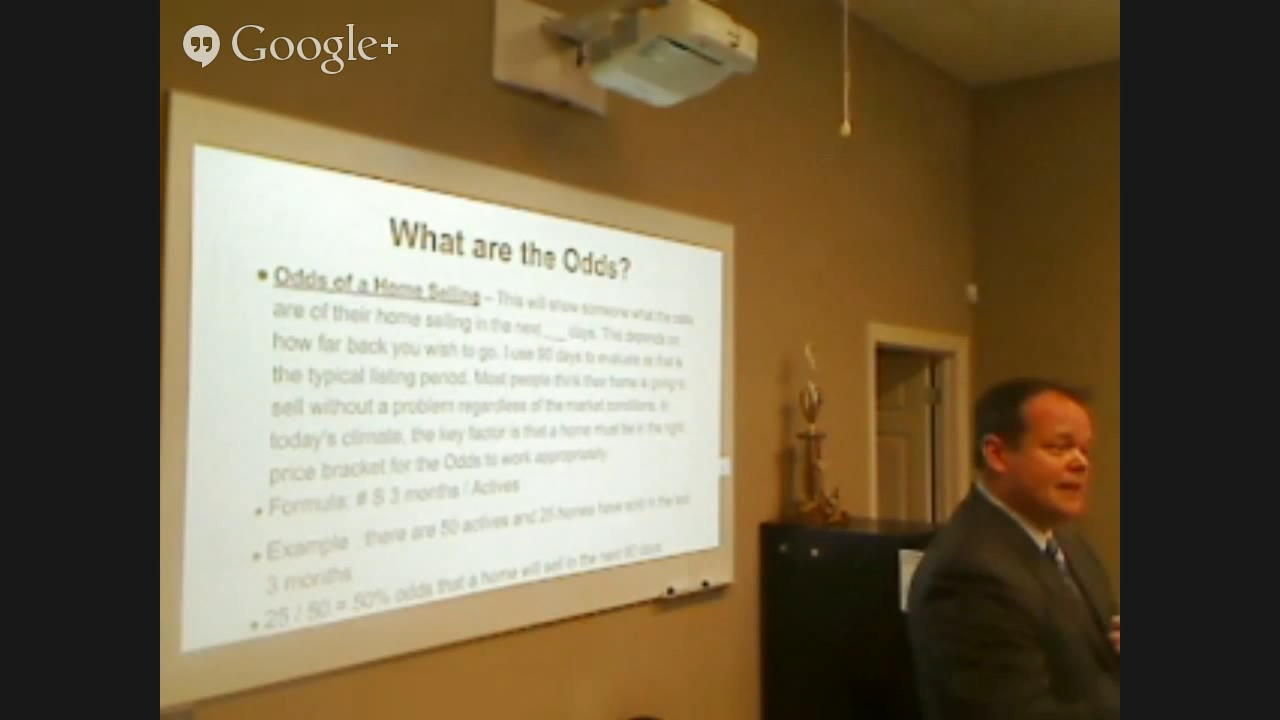 Google+
What are the Odds?
• Odds of a Home Selling – This will show someone what the odds
are of their home selling in the next ___ days. This depends on
how far back you wish to go. I use 90 days to evaluate as that is
the typical listing period. Most people think their home is going to
sell without a problem regardless of the market conditions. In
today's climate, the key factor is that a home must be in the right
price bracket for the Odds to work appropriately.
• Formula: # S 3 months / Actives
• Example: there are 50 actives and 25 homes have sold in the last
3 months
• 25 / 50 = 50% odds that a home will sell in the next 90 days